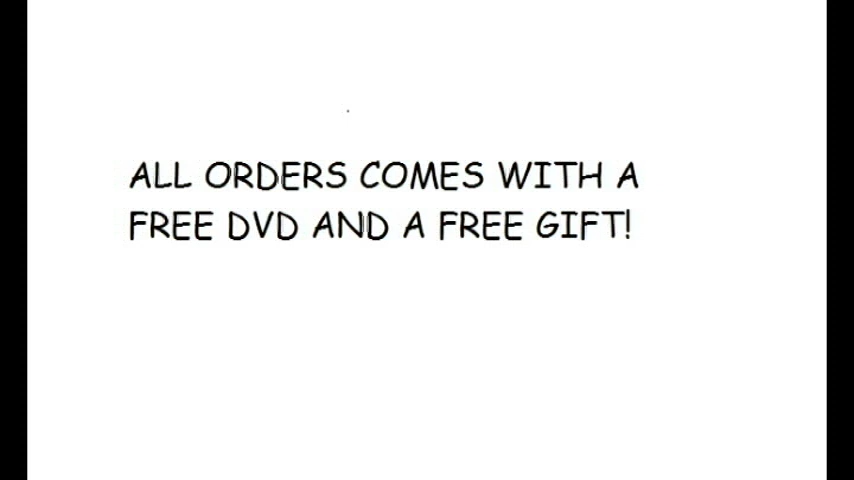 ALL ORDERS COMES WITH A
FREE DVD AND A FREE GIFT!